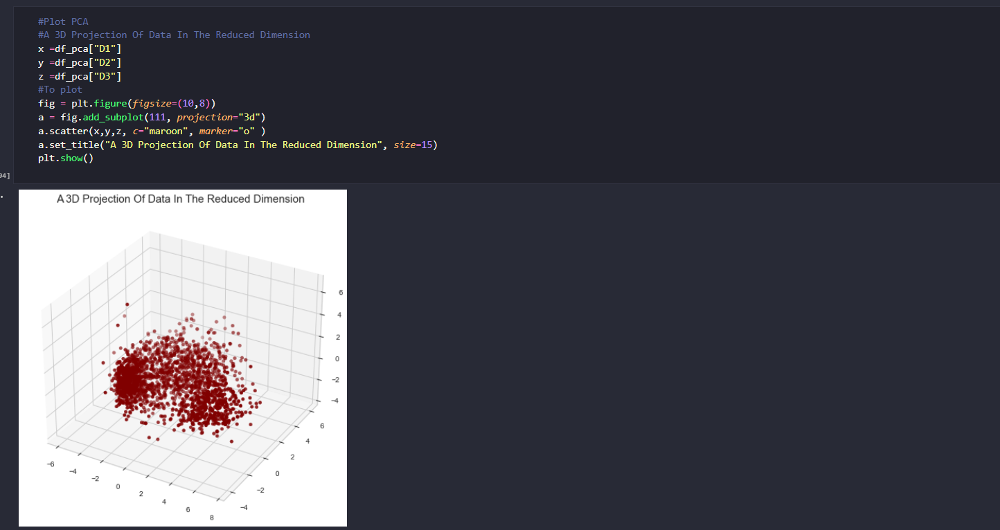 #Plot PCA
#A 3D Projection Of Data In The Reduced Dimension
x =df_pca["D1"]
y =df_pca["D2"]
z =df_pca["D3"]
#To plot
fig = plt.figure(figsize=(10,8))
a = fig.add_subplot(111, projection="3d")
a.scatter(x,y,z, c="maroon", marker="o" )
a.set_title("A 3D Projection Of Data In The Reduced Dimension", size=15)
plt.show()
94]
A 3D Projection Of Data In The Reduced Dimension
6
4
2
0
−2
−4
6
4
2
0
−2
−4
−6
−4
−2
0
2
4
6
8